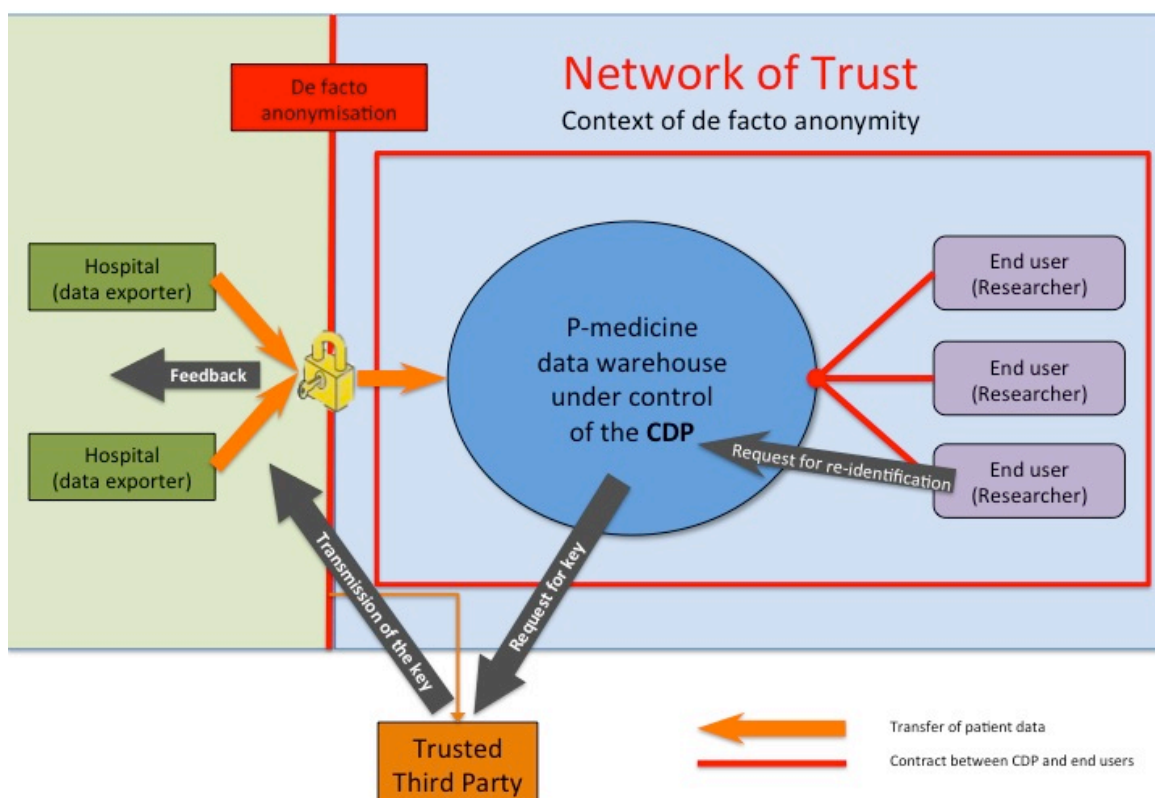 De facto
anonymisation
Network of Trust
Context of de facto anonymity
Hospital
(data exporter)
Feedback
Hospital
(data exporter)
P-medicine
data warehouse
under control
of the CDP
End user
(Researcher)
End user
(Researcher)
End user
(Researcher)
Request for re-identification
Transmission of the key
Request for key
Trusted
Third Party
Transfer of patient data
Contract between CDP and end users